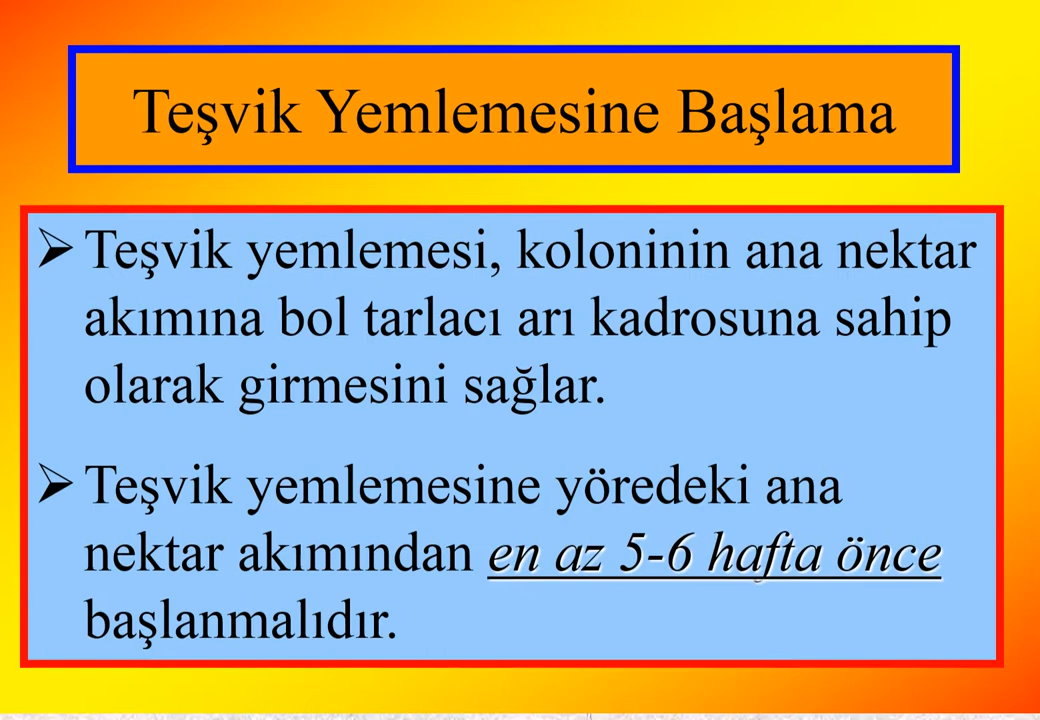 Teşvik Yemlemesine Başlama
➢ Teşvik yemlemesi, koloninin ana nektar
akımına bol tarlacı arı kadrosuna sahip
olarak girmesini sağlar.
➢ Teşvik yemlemesine yöredeki ana
nektar akımından en az 5-6 hafta önce
başlanmalıdır.